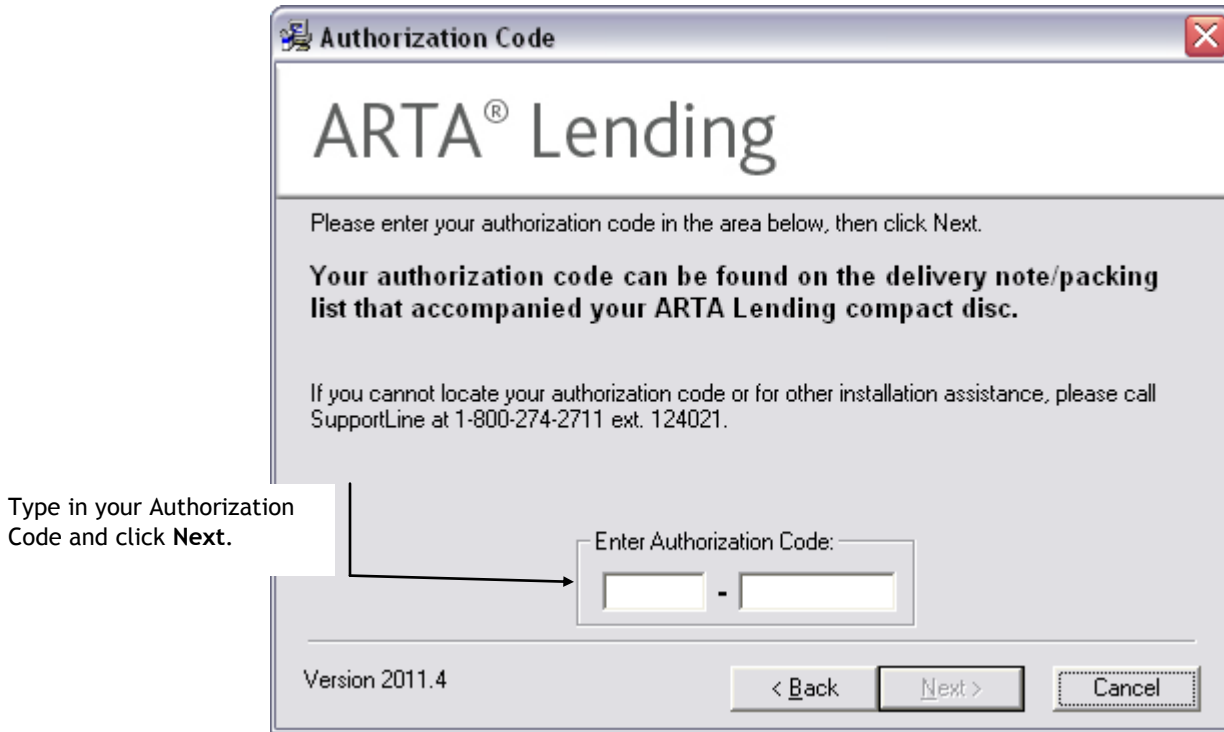 Authorization Code
ARTA® Lending
Please enter your authorization code in the area below, then click Next.
Your authorization code can be found on the delivery note/packing
list that accompanied your ARTA Lending compact disc.
If you cannot locate your authorization code or for other installation assistance, please call
SupportLine at 1-800-274-2711 ext. 124021.
Type in your Authorization
Code and click Next.
Enter Authorization Code:
-
Version 2011.4
< Back
Next >
Cancel